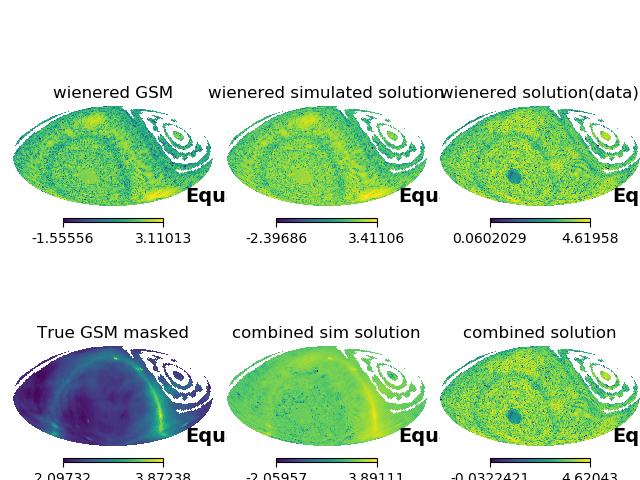 wienered GSM
wienered simulated solution
wienered solution(data)
Equ
Equ
Eq
-1.55556 3.11013
-2.39686 3.41106
0.0602029 4.61958
True GSM masked
combined sim solution
combined solution
Equ
Equ
Eq
2.09732 3.87238
-2.05957 3.89111
-0.0322421 4.62043